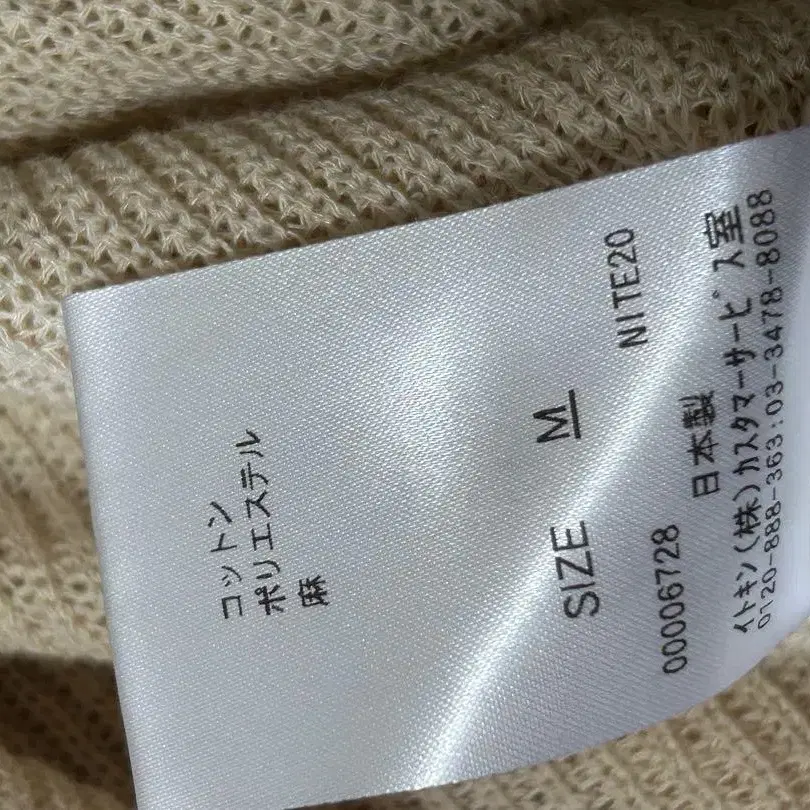 コットン
ポリエステル
麻
SIZE M
NITE20
00006728
日本製
イトキン(株)カスタマーサービス室
0120-888-363:03-3478-8088